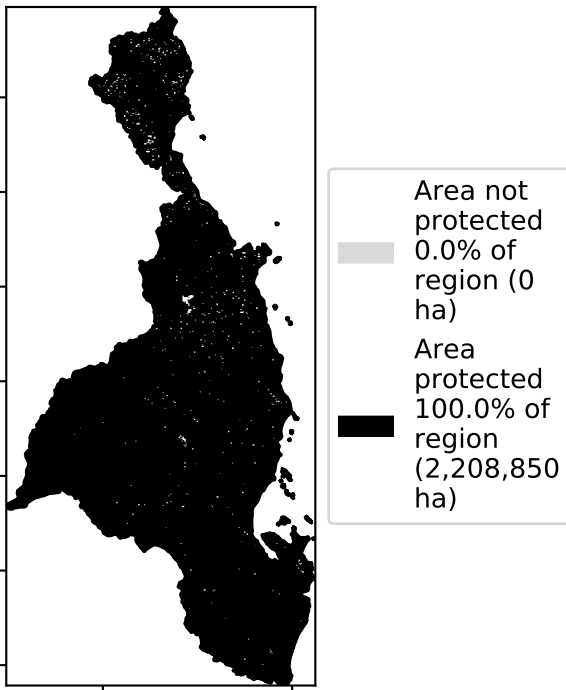 Area not
protected
0.0% of
region (0
ha)
Area
protected
100.0% of
region
(2,208,850
ha)